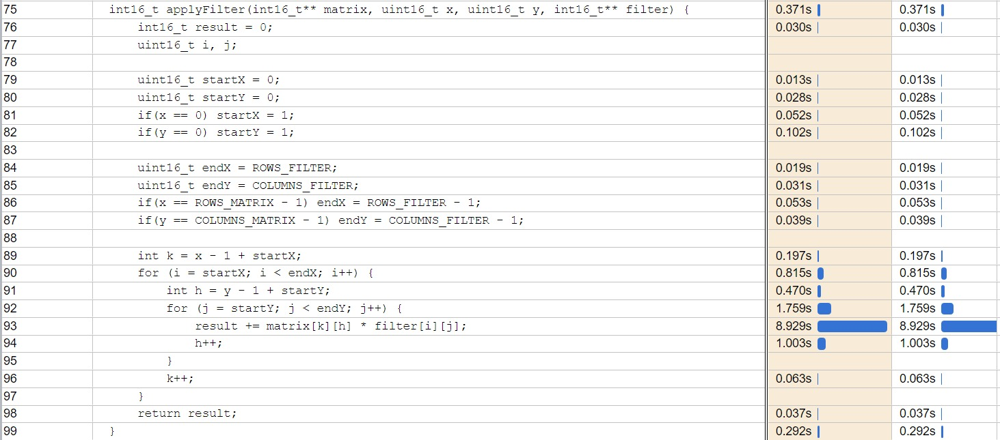 75 int16_t applyFilter(int16_t** matrix, uint16_t x, uint16_t y, int16_t** filter) { 0.371s 0.371s
76 int16_t result = 0; 0.030s 0.030s
77 uint16_t i, j;
78
79 uint16_t startX = 0; 0.013s 0.013s
80 uint16_t startY = 0; 0.028s 0.028s
81 if(x == 0) startX = 1; 0.052s 0.052s
82 if(y == 0) startY = 1; 0.102s 0.102s
83
84 uint16_t endX = ROWS_FILTER; 0.019s 0.019s
85 uint16_t endY = COLUMNS_FILTER; 0.031s 0.031s
86 if(x == ROWS_MATRIX - 1) endX = ROWS_FILTER - 1; 0.053s 0.053s
87 if(y == COLUMNS_MATRIX - 1) endY = COLUMNS_FILTER - 1; 0.039s 0.039s
88
89 int k = x - 1 + startX; 0.197s 0.197s
90 for (i = startX; i < endX; i++) { 0.815s 0.815s
91 int h = y - 1 + startY; 0.470s 0.470s
92 for (j = startY; j < endY; j++) { 1.759s 1.759s
93 result += matrix[k][h] * filter[i][j]; 8.929s 8.929s
94 h++; 1.003s 1.003s
95 }
96 k++; 0.063s 0.063s
97 }
98 return result; 0.037s 0.037s
99 } 0.292s 0.292s